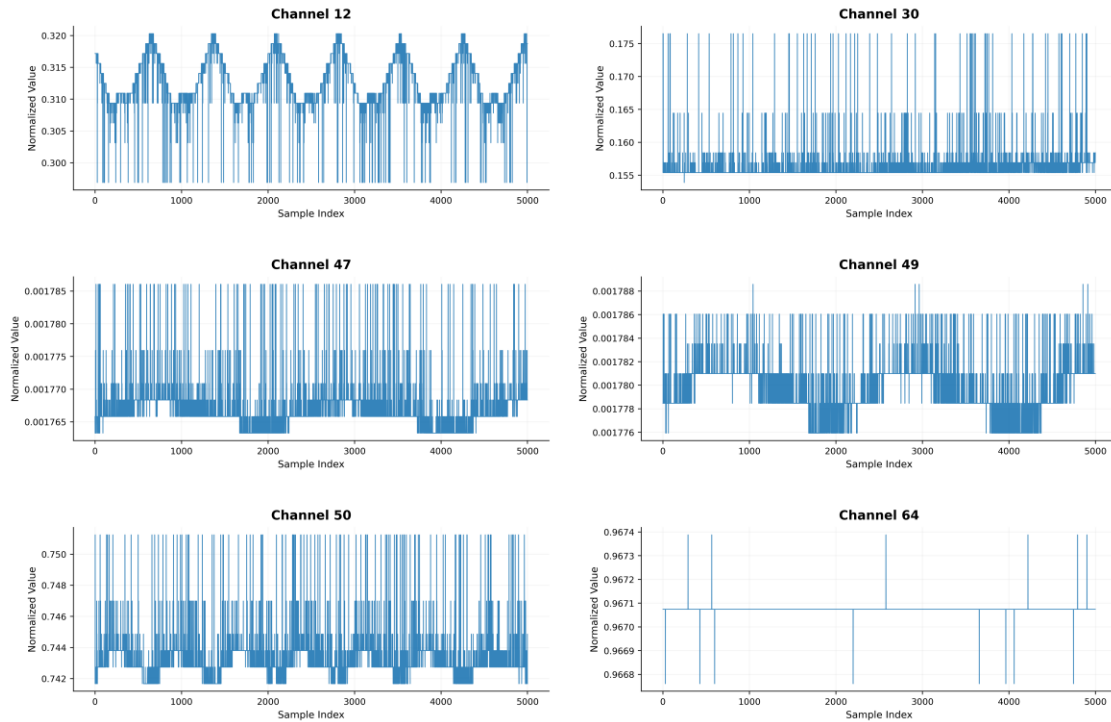 Channel 12
Normalized Value
0.320
0.315
0.310
0.305
0.300
0 1000 2000 3000 4000 5000
Sample Index
Channel 30
Normalized Value
0.175
0.170
0.165
0.160
0.155
0 1000 2000 3000 4000 5000
Sample Index
Channel 47
Normalized Value
0.001785
0.001780
0.001775
0.001770
0.001765
0 1000 2000 3000 4000 5000
Sample Index
Channel 49
Normalized Value
0.001788
0.001786
0.001784
0.001782
0.001780
0.001778
0.001776
0 1000 2000 3000 4000 5000
Sample Index
Channel 50
Normalized Value
0.750
0.748
0.746
0.744
0.742
0 1000 2000 3000 4000 5000
Sample Index
Channel 64
Normalized Value
0.9674
0.9673
0.9672
0.9671
0.9670
0.9669
0.9668
0 1000 2000 3000 4000 5000
Sample Index